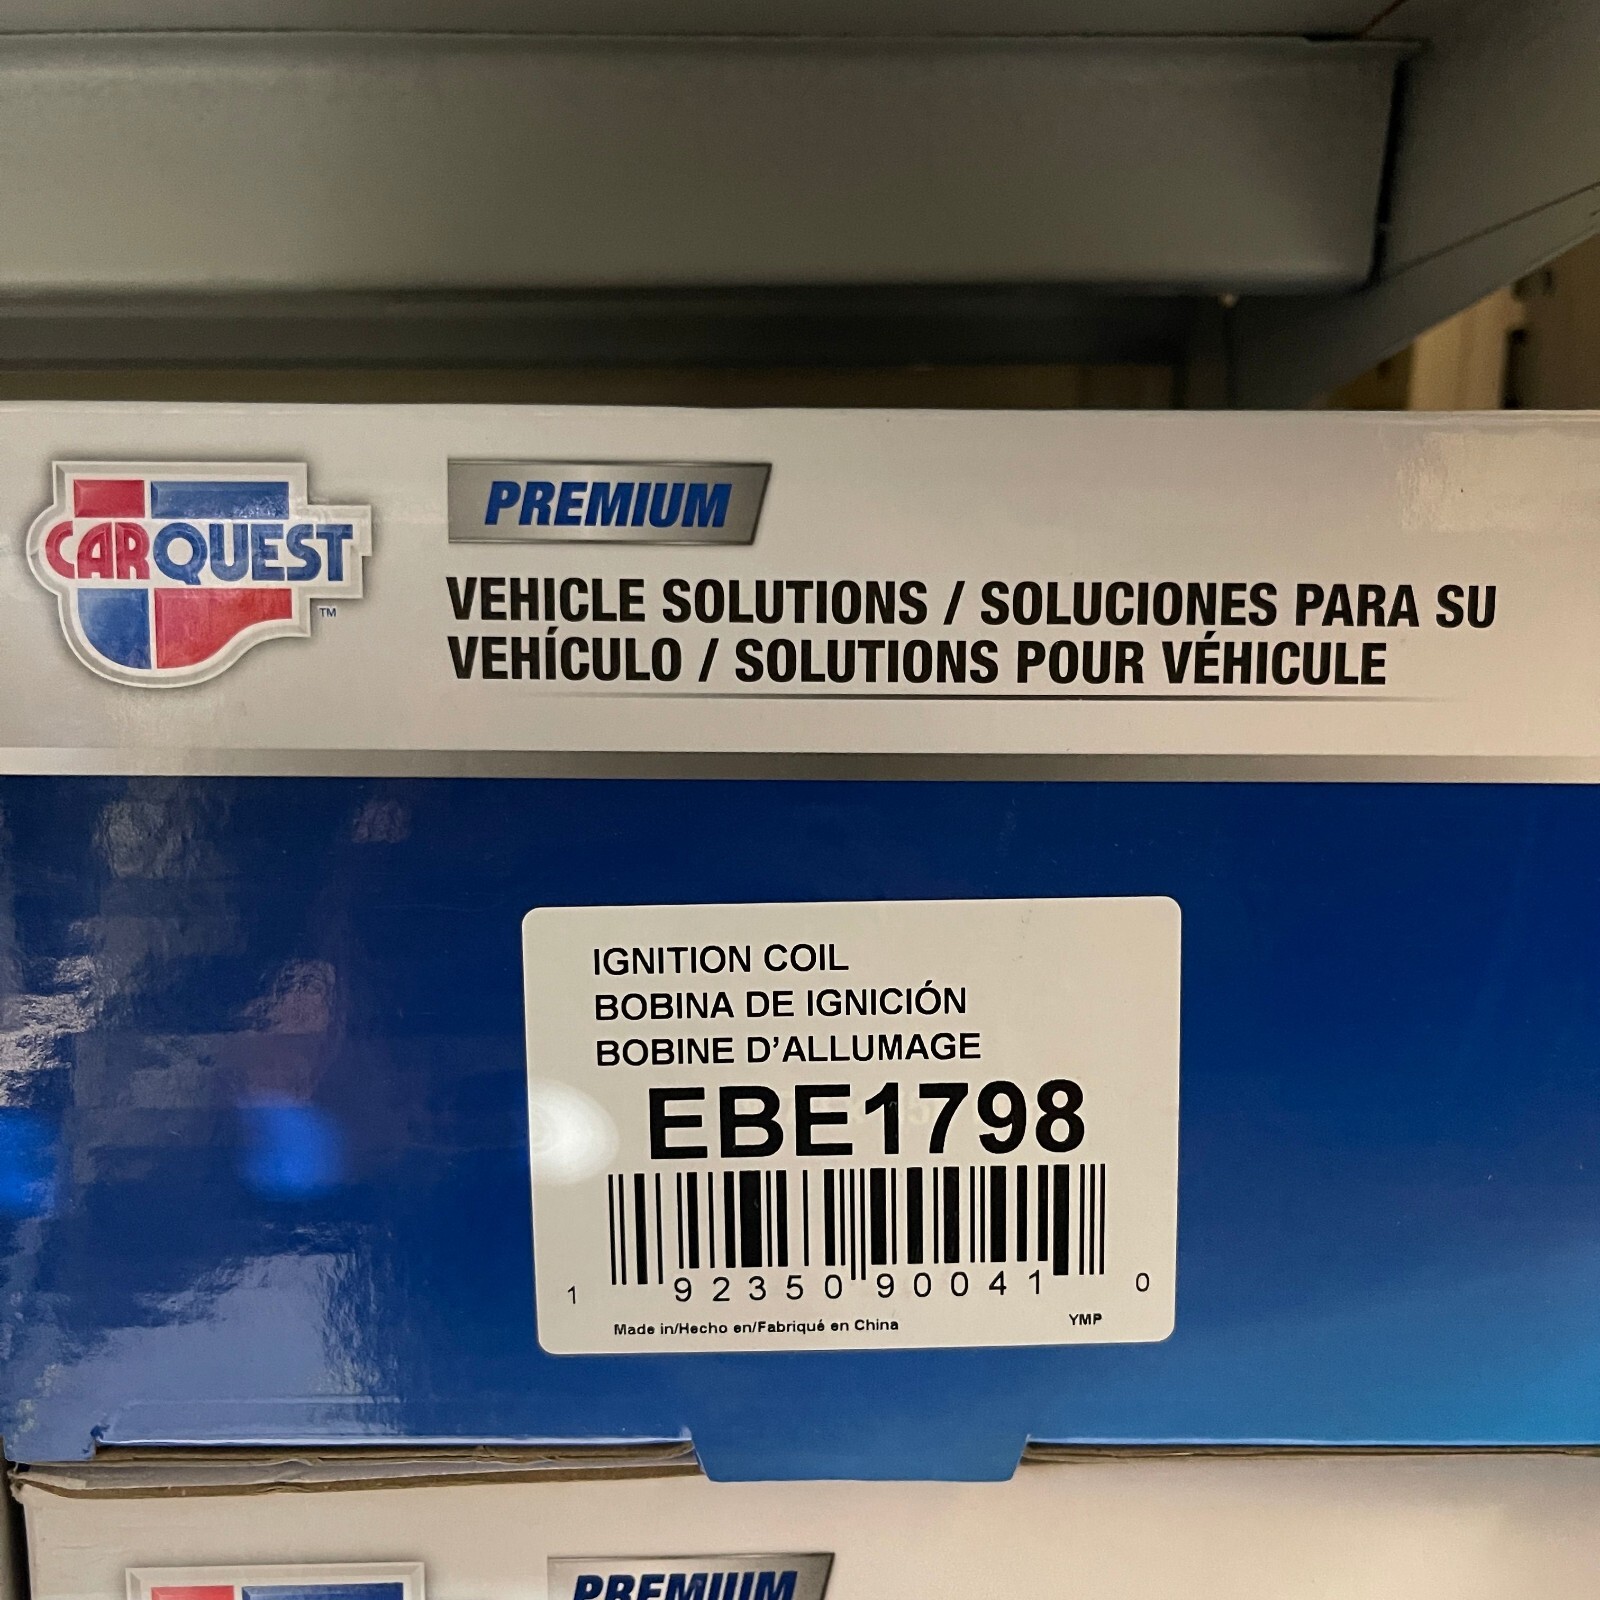 CARQUEST
TM
PREMIUM
VEHICLE SOLUTIONS / SOLUCIONES PARA SU
VEHÍCULO / SOLUTIONS POUR VÉHICULE
IGNITION COIL
BOBINA DE IGNICIÓN
BOBINE D’ALLUMAGE
EBE1798
1 92350 90041 0
Made in/Hecho en/Fabriqué en China YMP
PREMIUM